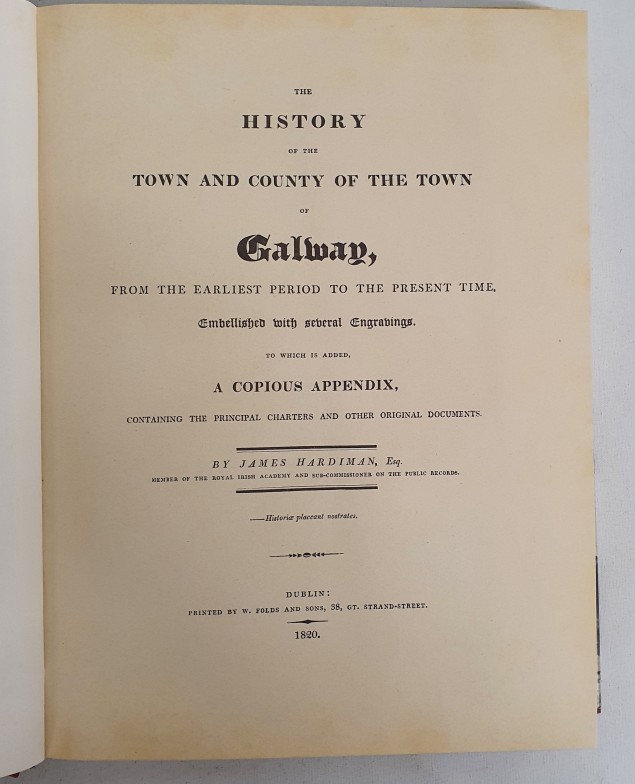 THE
HISTORY
OF THE
TOWN AND COUNTY OF THE TOWN
OF
Galway,
FROM THE EARLIEST PERIOD TO THE PRESENT TIME,
Embellished with several Engravings.
TO WHICH IS ADDED,
A COPIOUS APPENDIX,
CONTAINING THE PRINCIPAL CHARTERS AND OTHER ORIGINAL DOCUMENTS.
BY JAMES HARDIMAN, Esq.
MEMBER OF THE ROYAL IRISH ACADEMY AND SUB-COMMISSIONER ON THE PUBLIC RECORDS.
—Historiæ placeant nostrates.
DUBLIN:
PRINTED BY W. FOLDS AND SONS, 38, GT. STRAND-STREET.
1820.